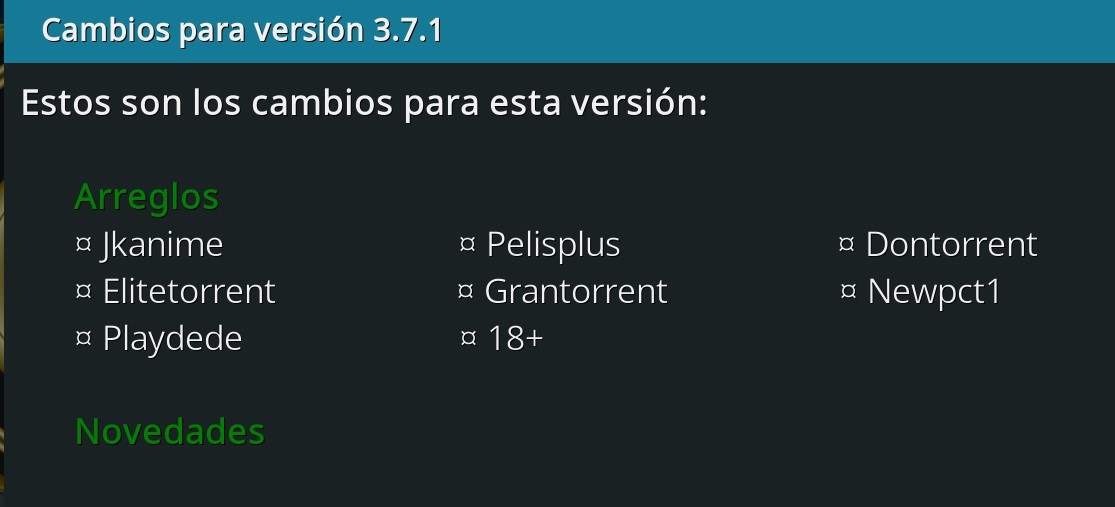 Cambios para versión 3.7.1
Estos son los cambios para esta versión:
Arreglos
¤ Jkanime ¤ Pelisplus ¤ Dontorrent
¤ Elitetorrent ¤ Grantorrent ¤ Newpct1
¤ Playdede ¤ 18+
Novedades